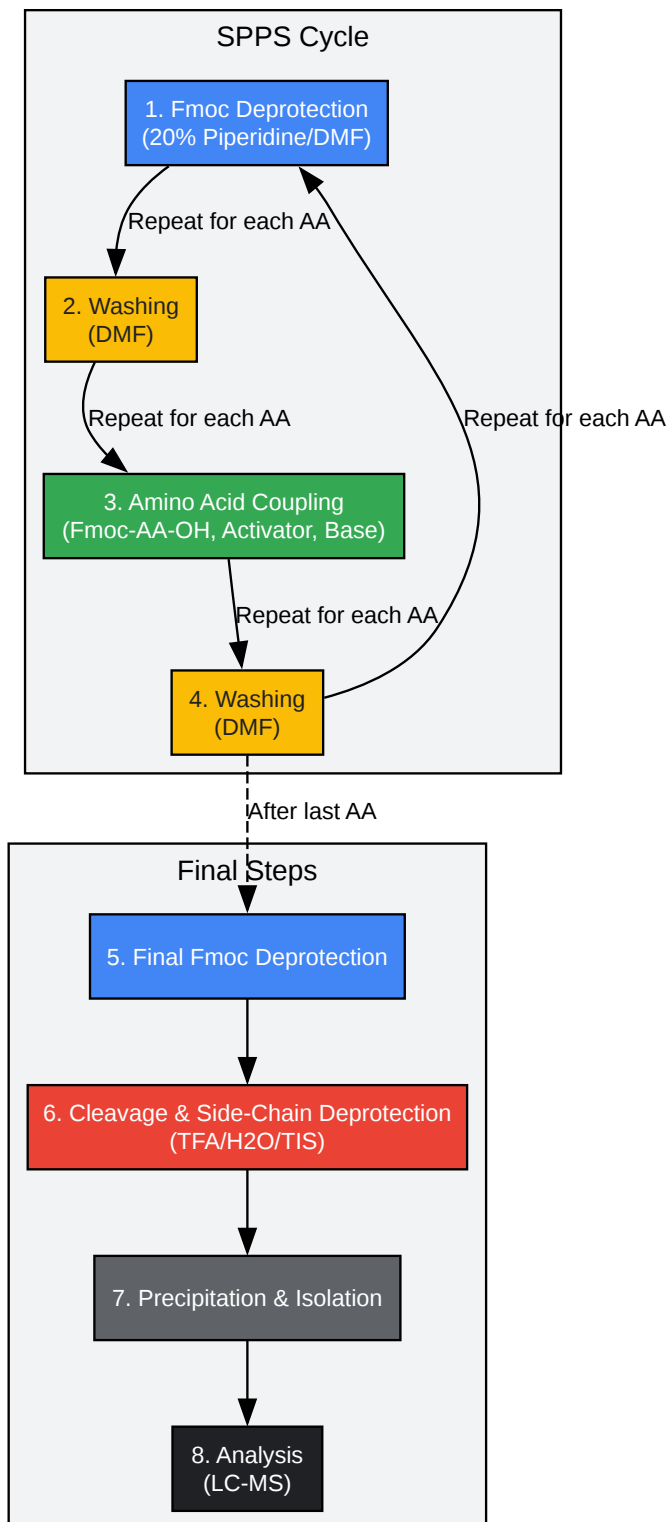 SPPS Cycle
1. Fmoc Deprotection
(20% Piperidine/DMF)
Repeat for each AA
2. Washing
(DMF)
Repeat for each AA
Repeat for each AA
3. Amino Acid Coupling
(Fmoc-AA-OH, Activator, Base)
Repeat for each AA
4. Washing
(DMF)
After last AA
Final Steps
5. Final Fmoc Deprotection
6. Cleavage & Side-Chain Deprotection
(TFA/H2O/TIS)
7. Precipitation & Isolation
8. Analysis
(LC-MS)